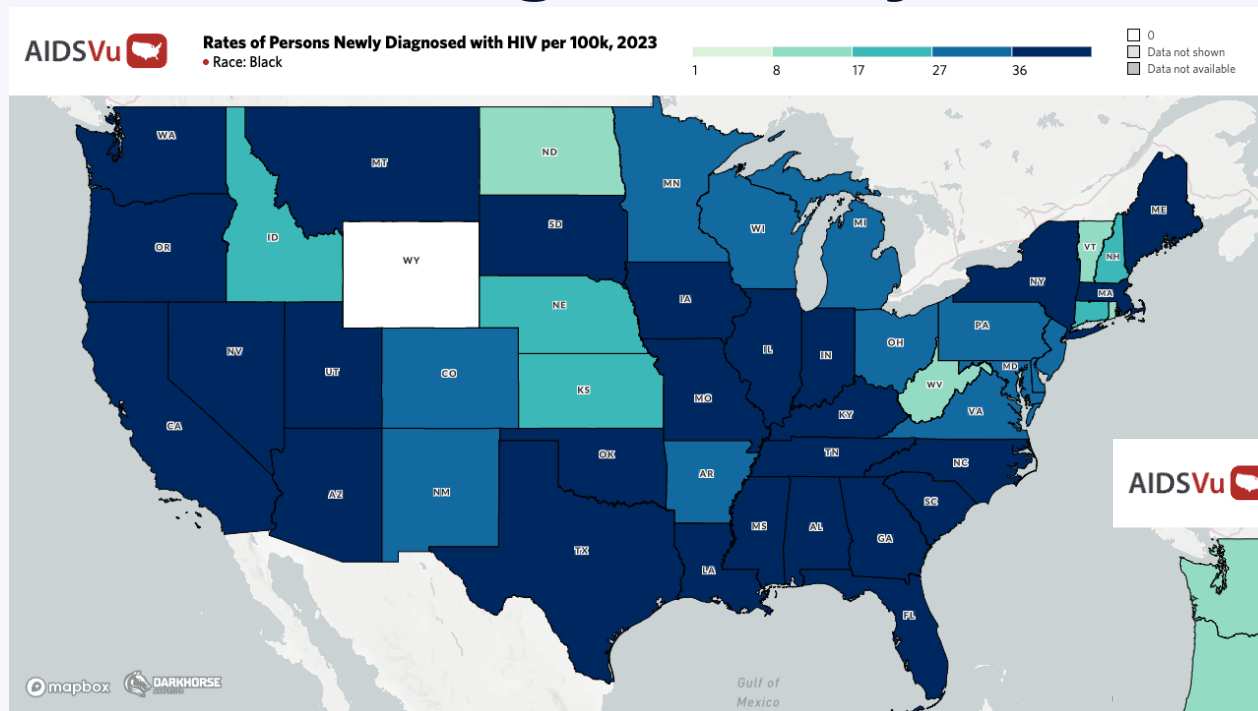 AIDSVu
Rates of Persons Newly Diagnosed with HIV per 100k, 2023
• Race: Black
1 8 17 27 36
0
Data not shown
Data not available
WA
MT
ND
MN
ME
OR
ID
SD
WI
MI
VT
NH
WY
NY
MA
NE
IA
PA
NV
UT
CO
KS
IL
IN
OH
MD
WV
VA
CA
MO
KY
AZ
NM
OK
AR
TN
NC
SC
TX
MS
AL
GA
LA
FL
AIDSVu
mapbox
DARKHORSE
Gulf of
Mexico